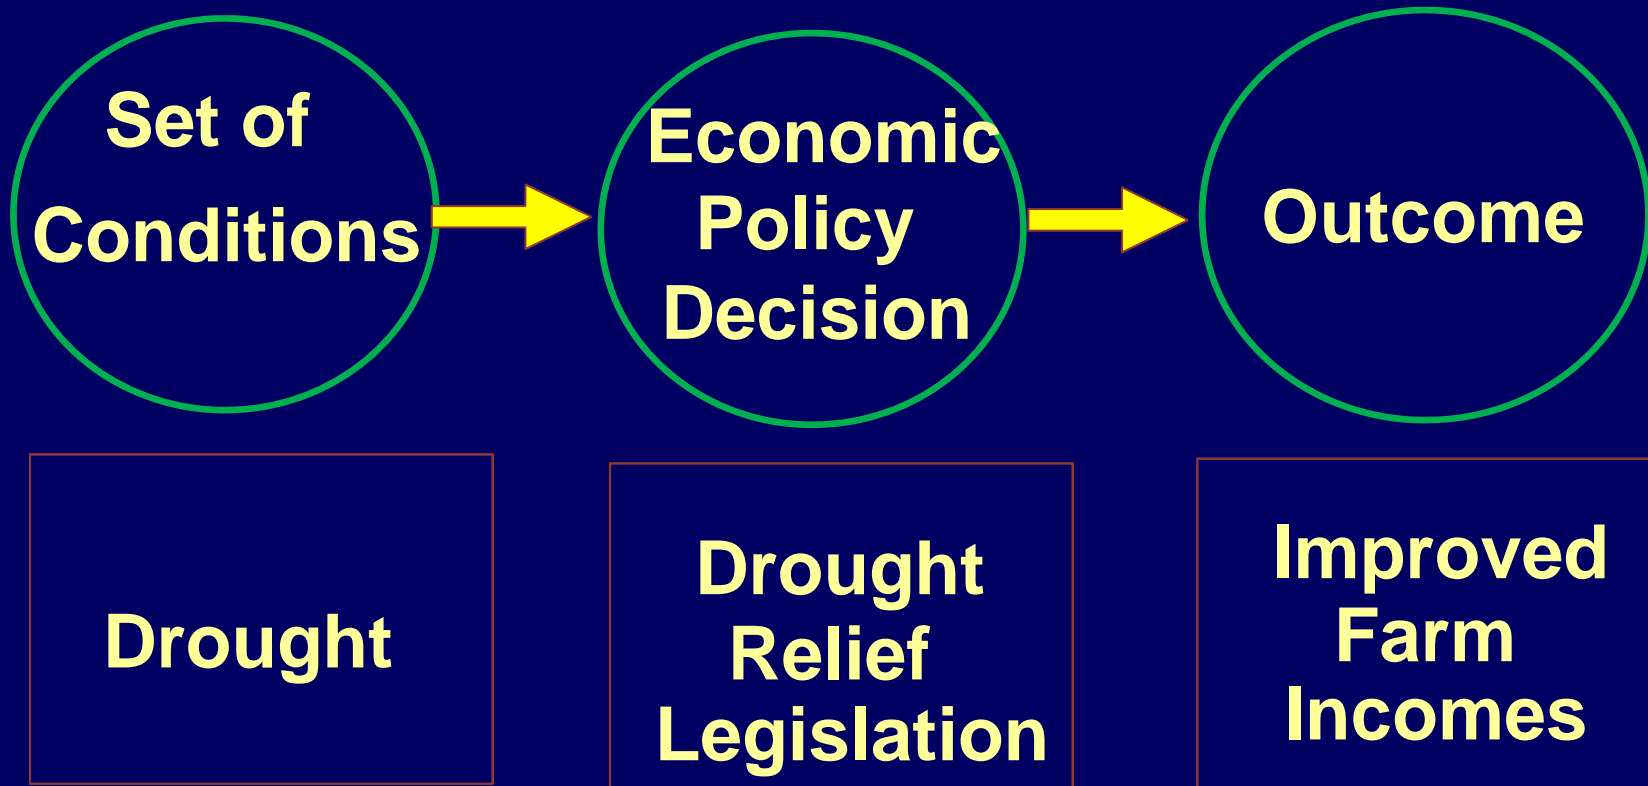 Set of
Conditions
Economic
Policy
Decision
Outcome
Drought
Drought
Relief
Legislation
Improved
Farm
Incomes